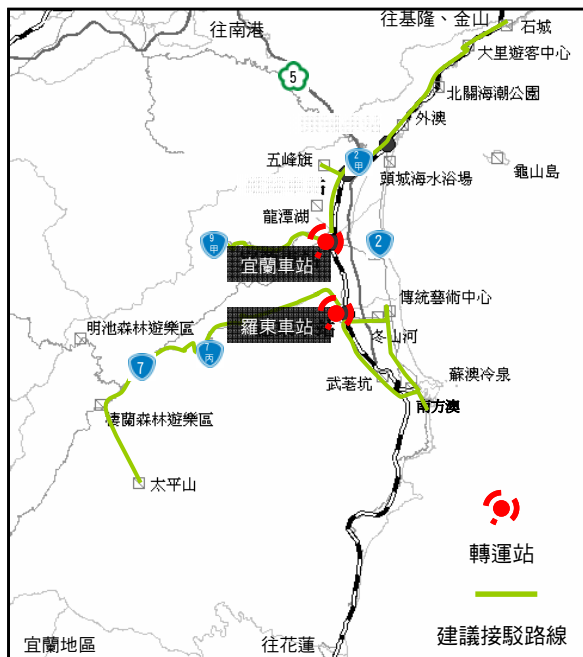 往南港
往基隆、金山
石城
大里遊客中心
5
北關海潮公園
外澳
2
甲
五峰旗
頭城海水浴場
龜山島
龍潭湖
9
甲
2
宜蘭車站
傳統藝術中心
羅東車站
冬山河
明池森林遊樂區
7
丙
7
武荖坑
蘇澳冷泉
南方澳
棲蘭森林遊樂區
太平山
轉運站
建議接駁路線
宜蘭地區
往花蓮